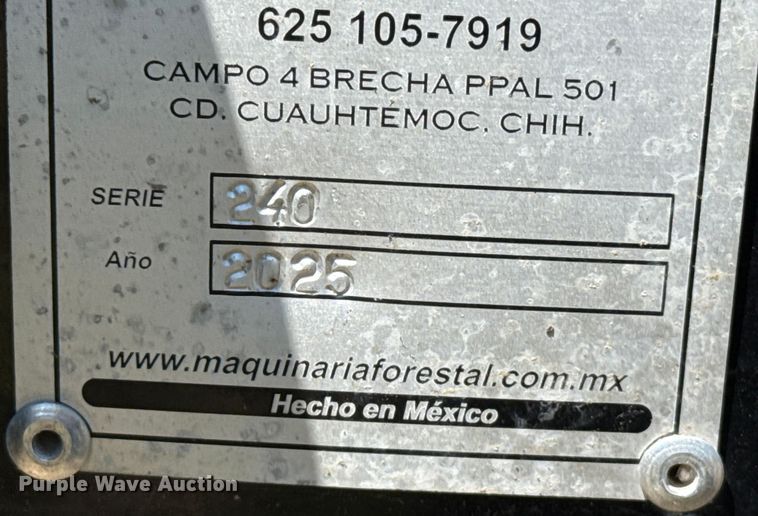 625 105-7919
CAMPO 4 BRECHA PPAL 501
CD. CUAUHTÉMOC, CHIH.
SERIE 240
Año 2025
www.maquinariaforestal.com.mx
Hecho en México
Purple Wave Auction